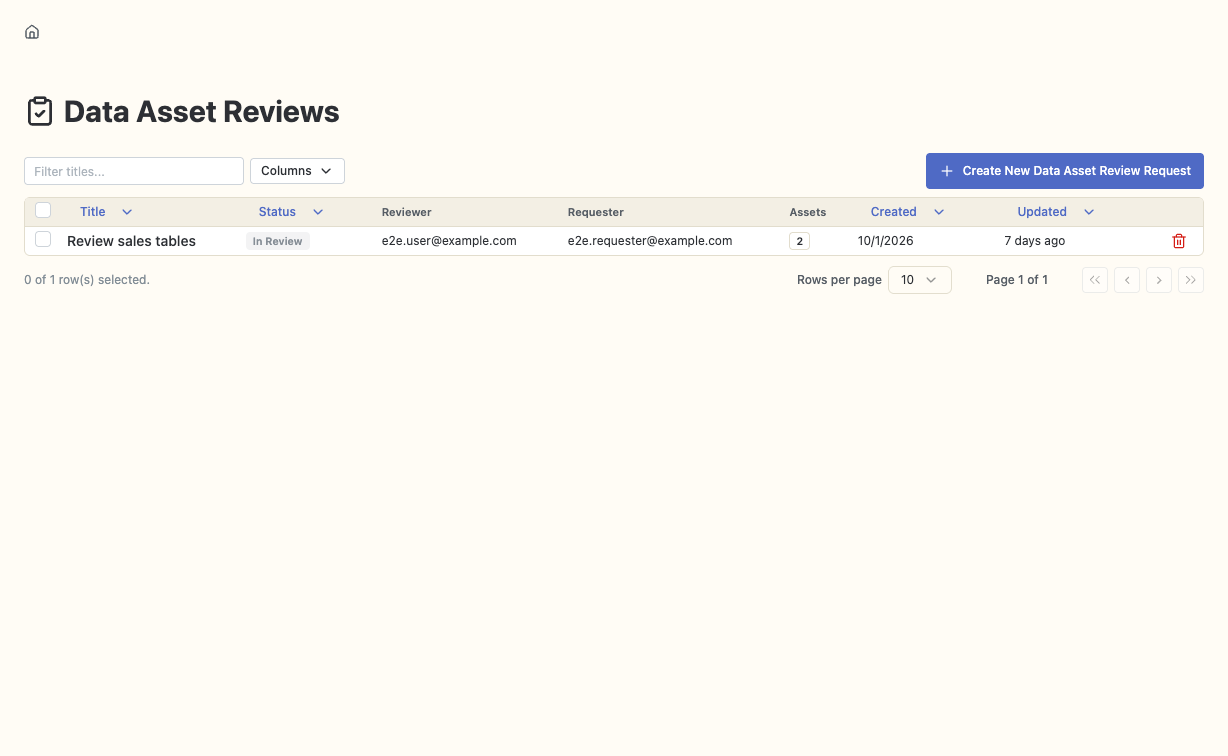 Data Asset Reviews
Filter titles... Columns Create New Data Asset Review Request
Title Status Reviewer Requester Assets Created Updated
Review sales tables In Review e2e.user@example.com e2e.requester@example.com 2 10/1/2026 7 days ago
0 of 1 row(s) selected. Rows per page 10 Page 1 of 1